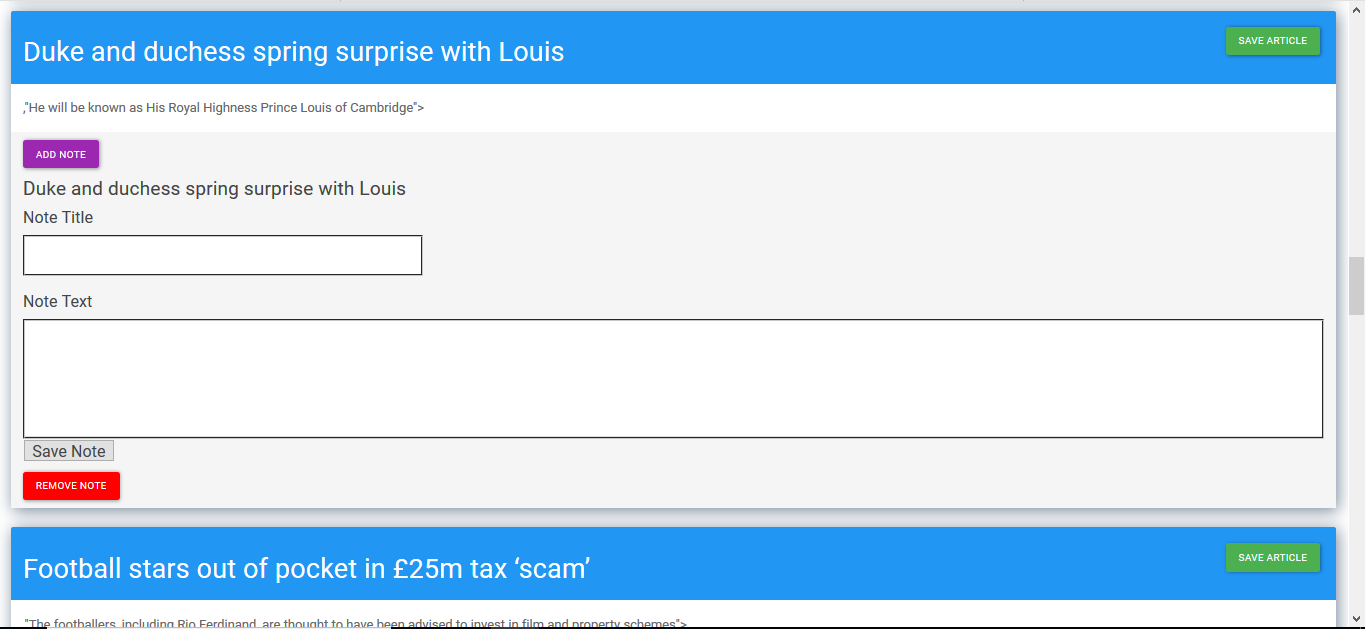 Duke and duchess spring surprise with Louis
SAVE ARTICLE
,"He will be known as His Royal Highness Prince Louis of Cambridge">
ADD NOTE
Duke and duchess spring surprise with Louis
Note Title
Note Text
Save Note
REMOVE NOTE
Football stars out of pocket in £25m tax ‘scam’
SAVE ARTICLE
"The footballers, including Rio Ferdinand, are thought to have been advised to invest in film and property schemes">